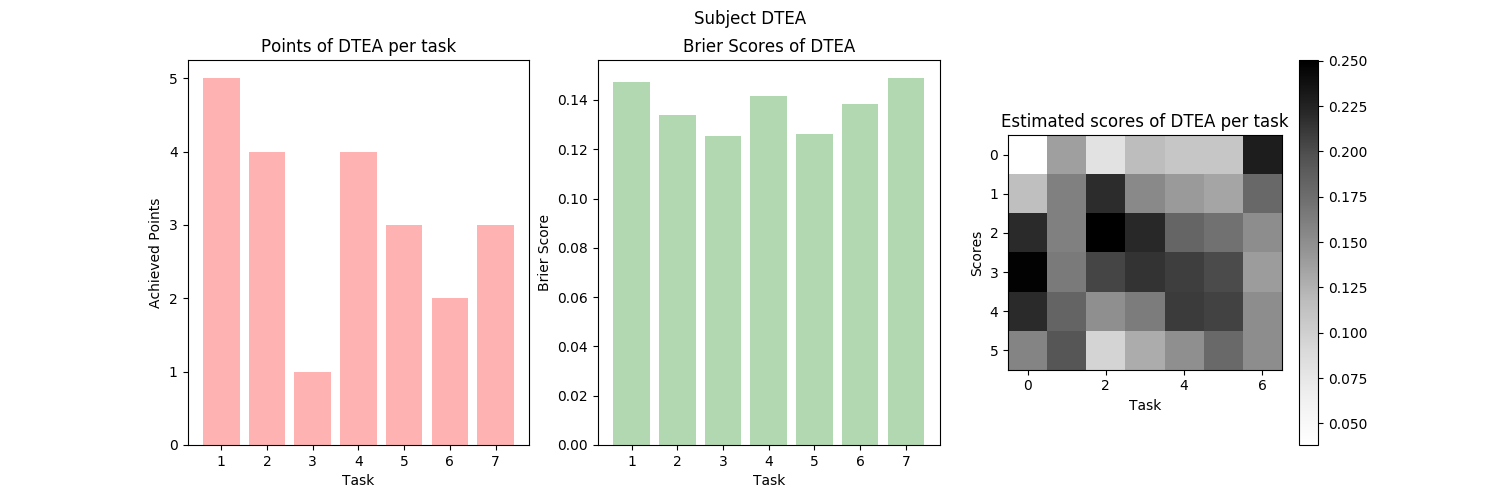 Subject DTEA
Points of DTEA per task
5
4
3
2
1
0
Achieved Points
1 2 3 4 5 6 7
Task
Brier Scores of DTEA
0.14
0.12
0.10
0.08
0.06
0.04
0.02
0.00
Brier Score
1 2 3 4 5 6 7
Task
Estimated scores of DTEA per task
0
1
2
3
4
5
Scores
0 2 4 6
Task
0.250
0.225
0.200
0.175
0.150
0.125
0.100
0.075
0.050